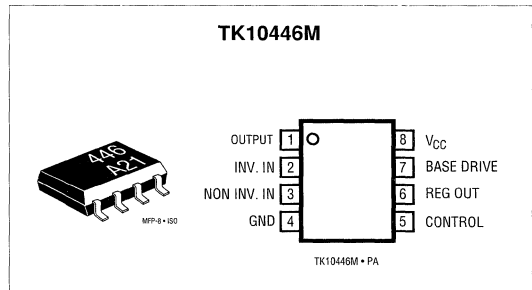 TK10446M
446
A21
MFP-8 • ISO
OUTPUT 1
INV. IN 2
NON INV. IN 3
GND 4
8 VCC
7 BASE DRIVE
6 REG OUT
5 CONTROL
TK10446M • PA